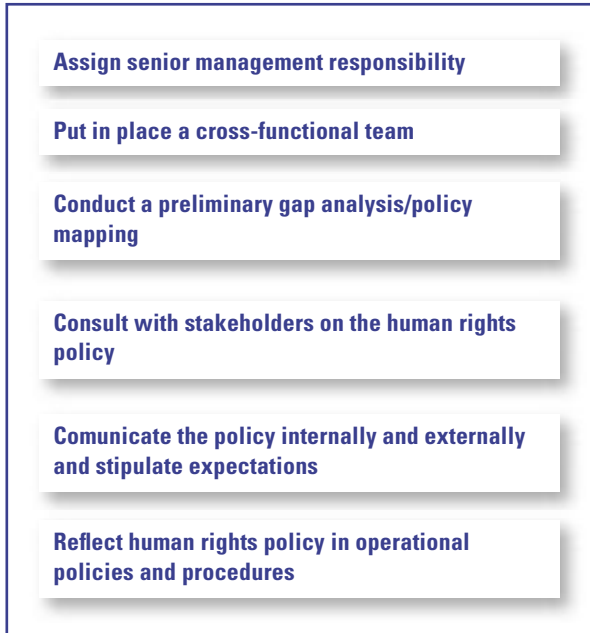 Assign senior management responsibility
Put in place a cross-functional team
Conduct a preliminary gap analysis/policy
mapping
Consult with stakeholders on the human rights
policy
Comunicate the policy internally and externally
and stipulate expectations
Reflect human rights policy in operational
policies and procedures